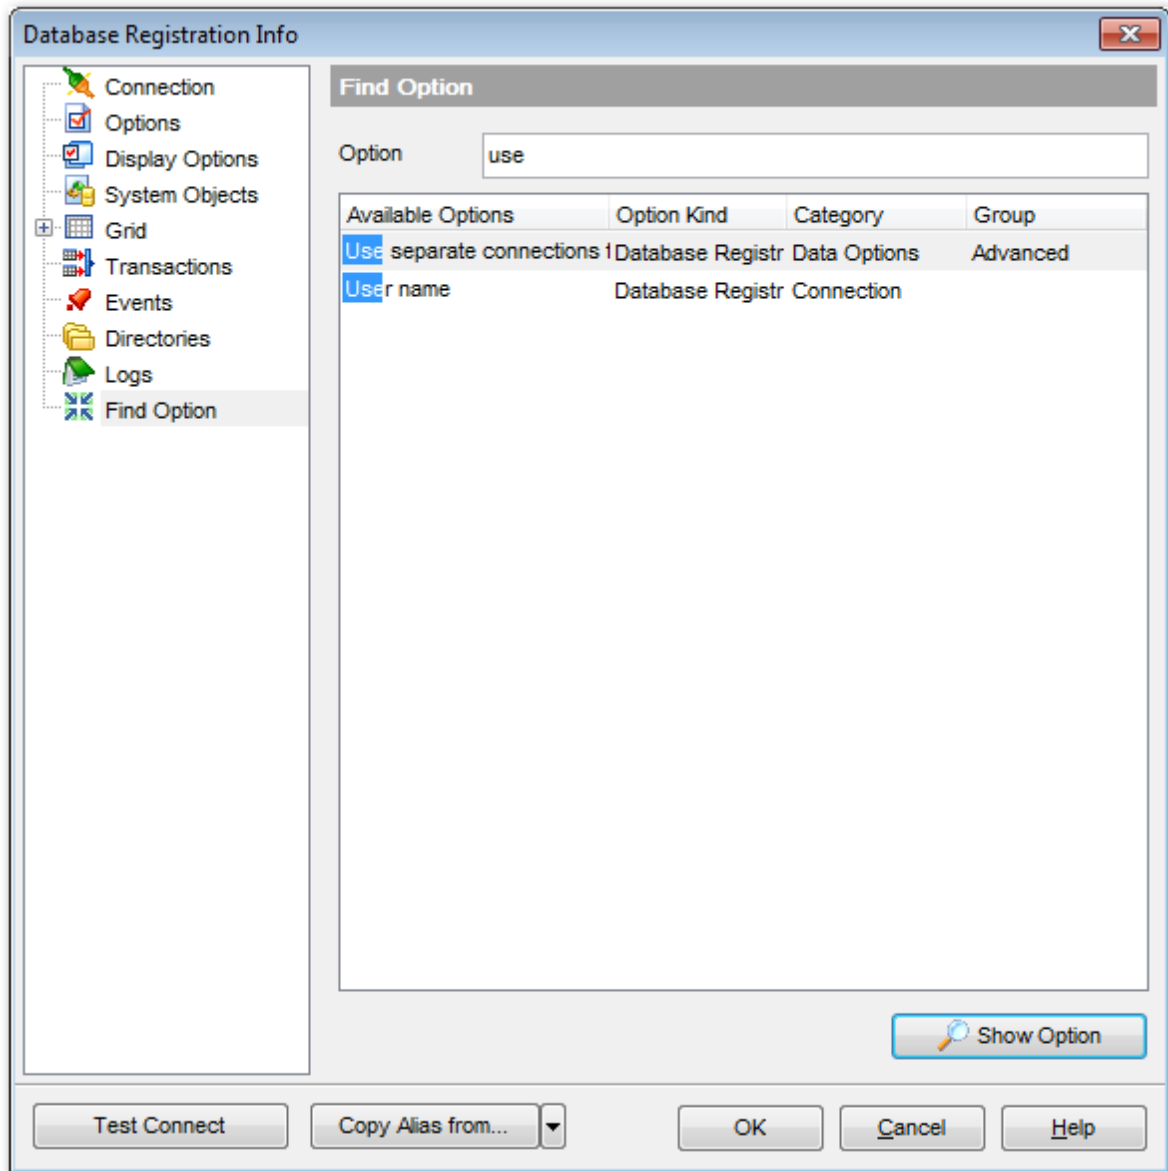 Database Registration Info
Connection
Options
Display Options
System Objects
Grid
Transactions
Events
Directories
Logs
Find Option
Find Option
Option use
Available Options Option Kind Category Group
Use separate connections Database Registr Data Options Advanced
User name Database Registr Connection
Show Option
Test Connect Copy Alias from... OK Cancel Help